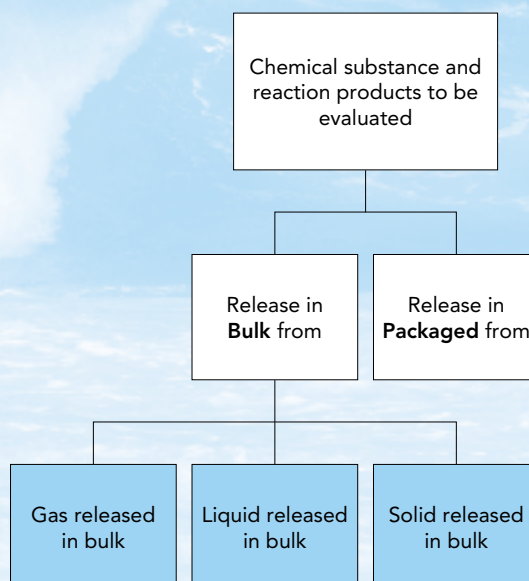 Chemical substance and
reaction products to be
evaluated
Release in
Bulk from
Release in
Packaged from
Gas released
in bulk
Liquid released
in bulk
Solid released
in bulk